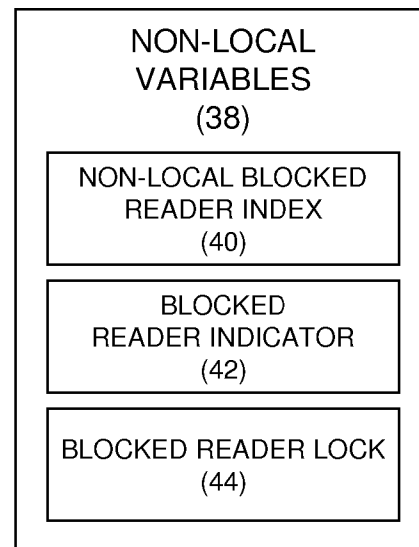 NON-LOCAL
VARIABLES
(38)
NON-LOCAL BLOCKED
READER INDEX
(40)
BLOCKED
READER INDICATOR
(42)
BLOCKED READER LOCK
(44)